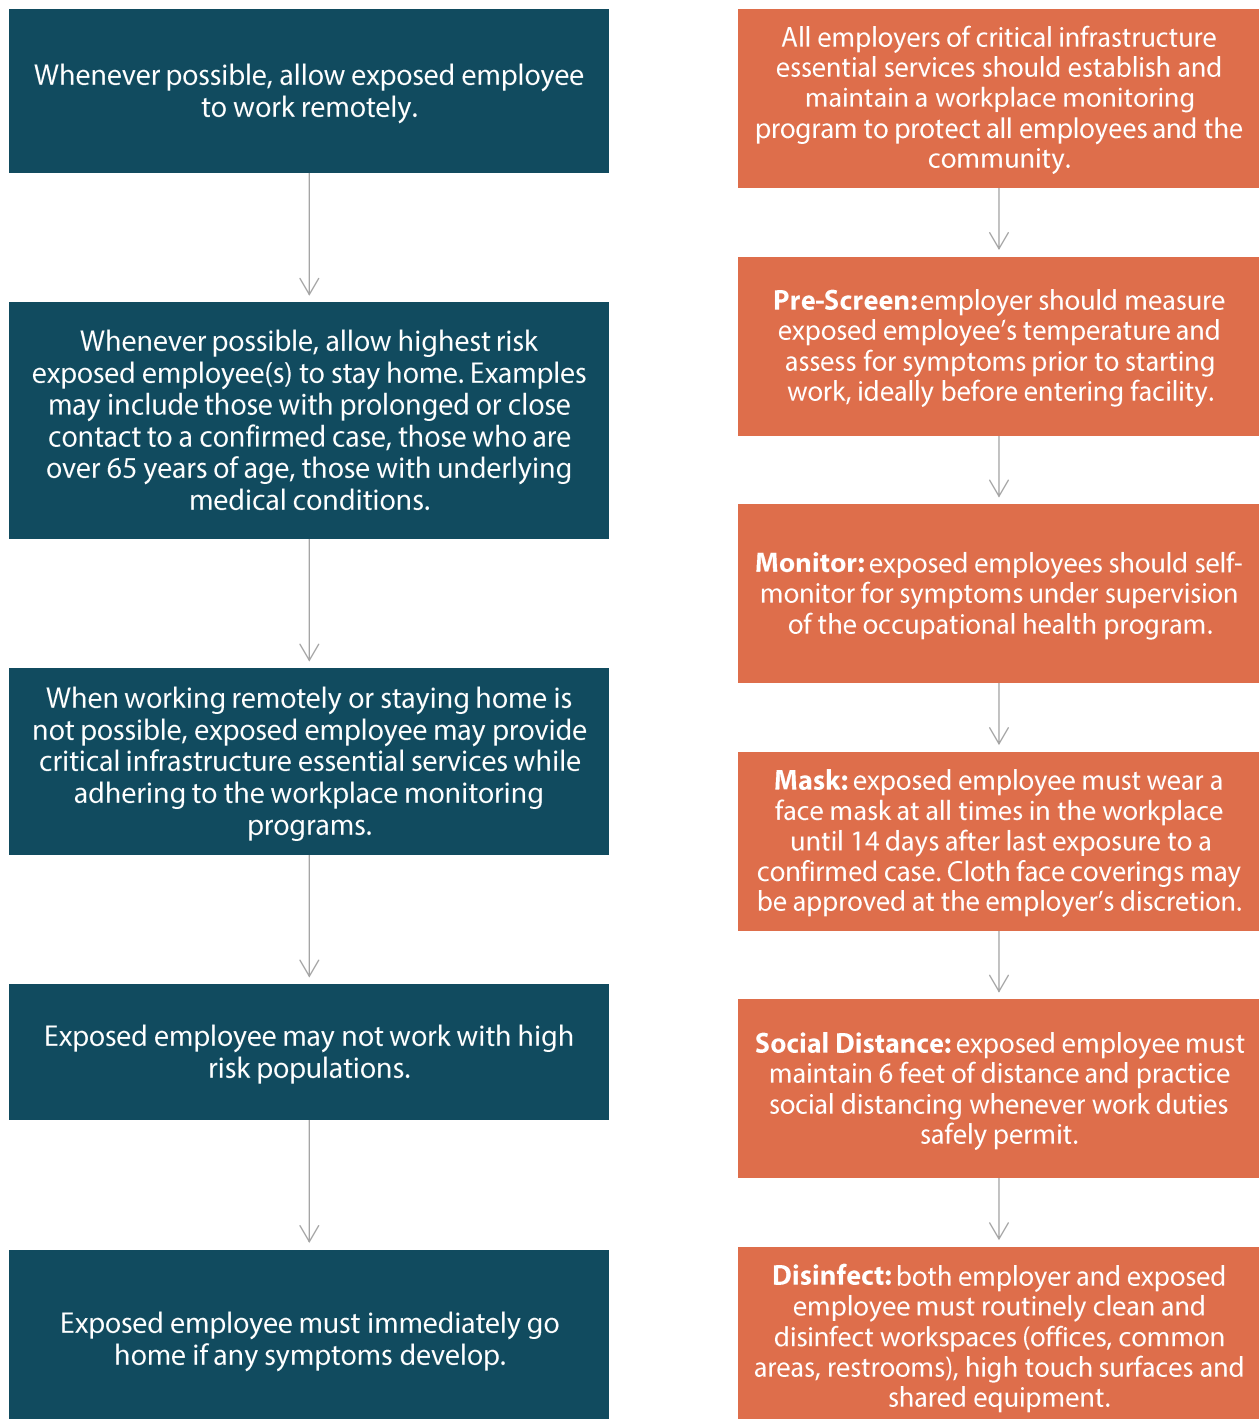 Whenever possible, allow exposed employee
to work remotely.
Whenever possible, allow highest risk
exposed employee(s) to stay home. Examples
may include those with prolonged or close
contact to a confirmed case, those who are
over 65 years of age, those with underlying
medical conditions.
When working remotely or staying home is
not possible, exposed employee may provide
critical infrastructure essential services while
adhering to the workplace monitoring
programs.
Exposed employee may not work with high
risk populations.
Exposed employee must immediately go
home if any symptoms develop.
All employers of critical infrastructure
essential services should establish and
maintain a workplace monitoring
program to protect all employees and the
community.
Pre-Screen: employer should measure
exposed employee’s temperature and
assess for symptoms prior to starting
work, ideally before entering facility.
Monitor: exposed employees should self-
monitor for symptoms under supervision
of the occupational health program.
Mask: exposed employee must wear a
face mask at all times in the workplace
until 14 days after last exposure to a
confirmed case. Cloth face coverings may
be approved at the employer’s discretion.
Social Distance: exposed employee must
maintain 6 feet of distance and practice
social distancing whenever work duties
safely permit.
Disinfect: both employer and exposed
employee must routinely clean and
disinfect workspaces (offices, common
areas, restrooms), high touch surfaces and
shared equipment.